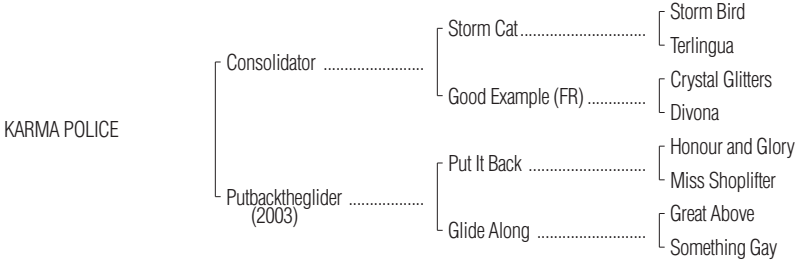 Storm Bird
Storm Cat..............................
Terlingua
Consolidator ........................
Crystal Glitters
Good Example (FR) ..............
Divona
KARMA POLICE
Honour and Glory
Put It Back ............................
Miss Shoplifter
Putbacktheglider ..................
(2003)
Great Above
Glide Along ..........................
Something Gay